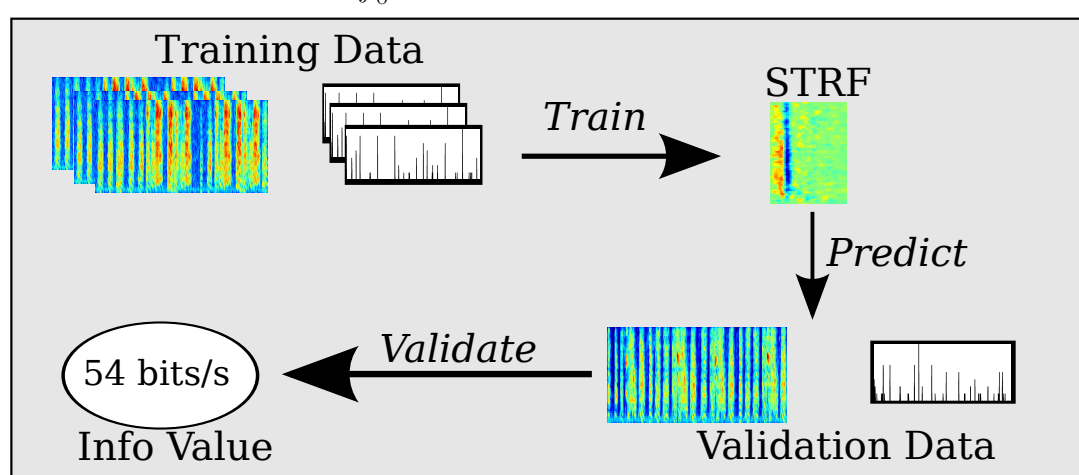 Training Data
STRF
Train
Predict
Validate
54 bits/s
Info Value
Validation Data